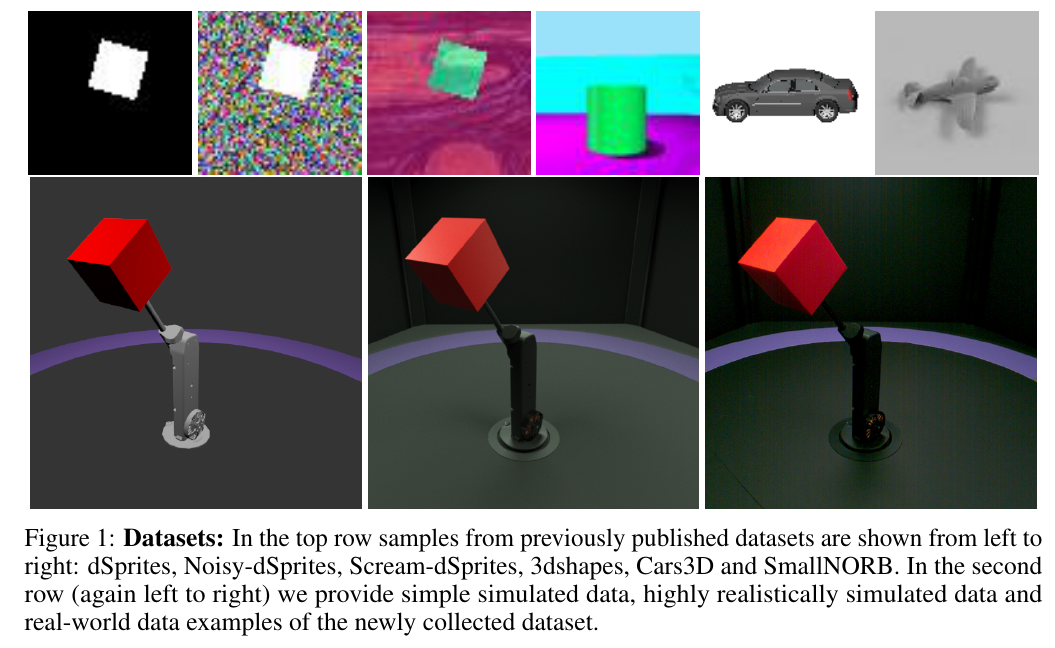 Figure 1: Datasets: In the top row samples from previously published datasets are shown from left to
right: dSprites, Noisy-dSprites, Scream-dSprites, 3dshapes, Cars3D and SmallNORB. In the second
row (again left to right) we provide simple simulated data, highly realistically simulated data and
real-world data examples of the newly collected dataset.